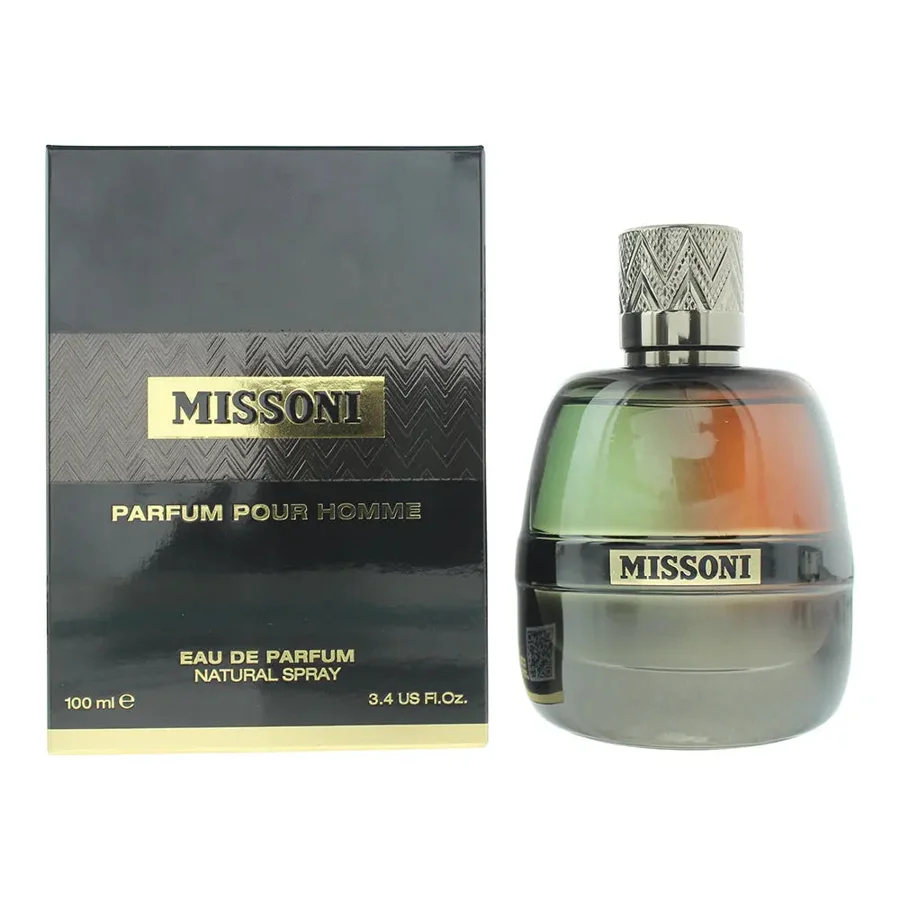 MISSONI
PARFUM POUR HOMME
EAU DE PARFUM
NATURAL SPRAY
100 ml ℮
3.4 US Fl.Oz.
MISSONI